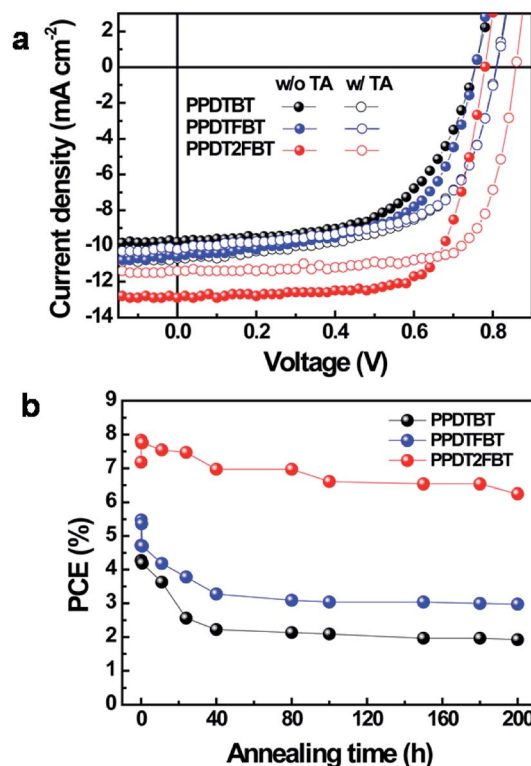 a
Current density (mA cm⁻²)
2
0
-2
-4
-6
-8
-10
-12
-14
w/o TA w/ TA
PPDTBT
PPDTFBT
PPDT2FBT
0.0 0.2 0.4 0.6 0.8
Voltage (V)
b
PCE (%)
9
8
7
6
5
4
3
2
1
0
PPDTBT
PPDTFBT
PPDT2FBT
0 40 80 120 160 200
Annealing time (h)